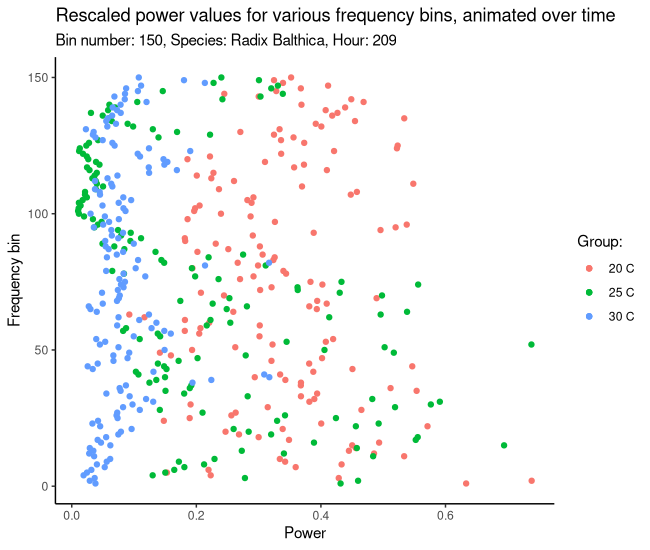 Rescaled power values for various frequency bins, animated over time
Bin number: 150, Species: Radix Balthica, Hour: 209
150
100
50
0
Frequency bin
0.0 0.2 0.4 0.6
Power
Group:
20 C
25 C
30 C